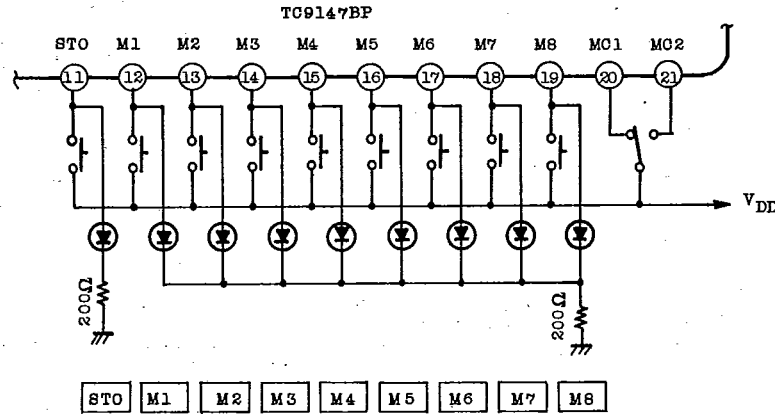 TC9147BP
STO M1 M2 M3 M4 M5 M6 M7 M8 MC1 MC2
11 12 13 14 15 16 17 18 19 20 21
VDD
200Ω 200Ω
STO M1 M2 M3 M4 M5 M6 M7 M8